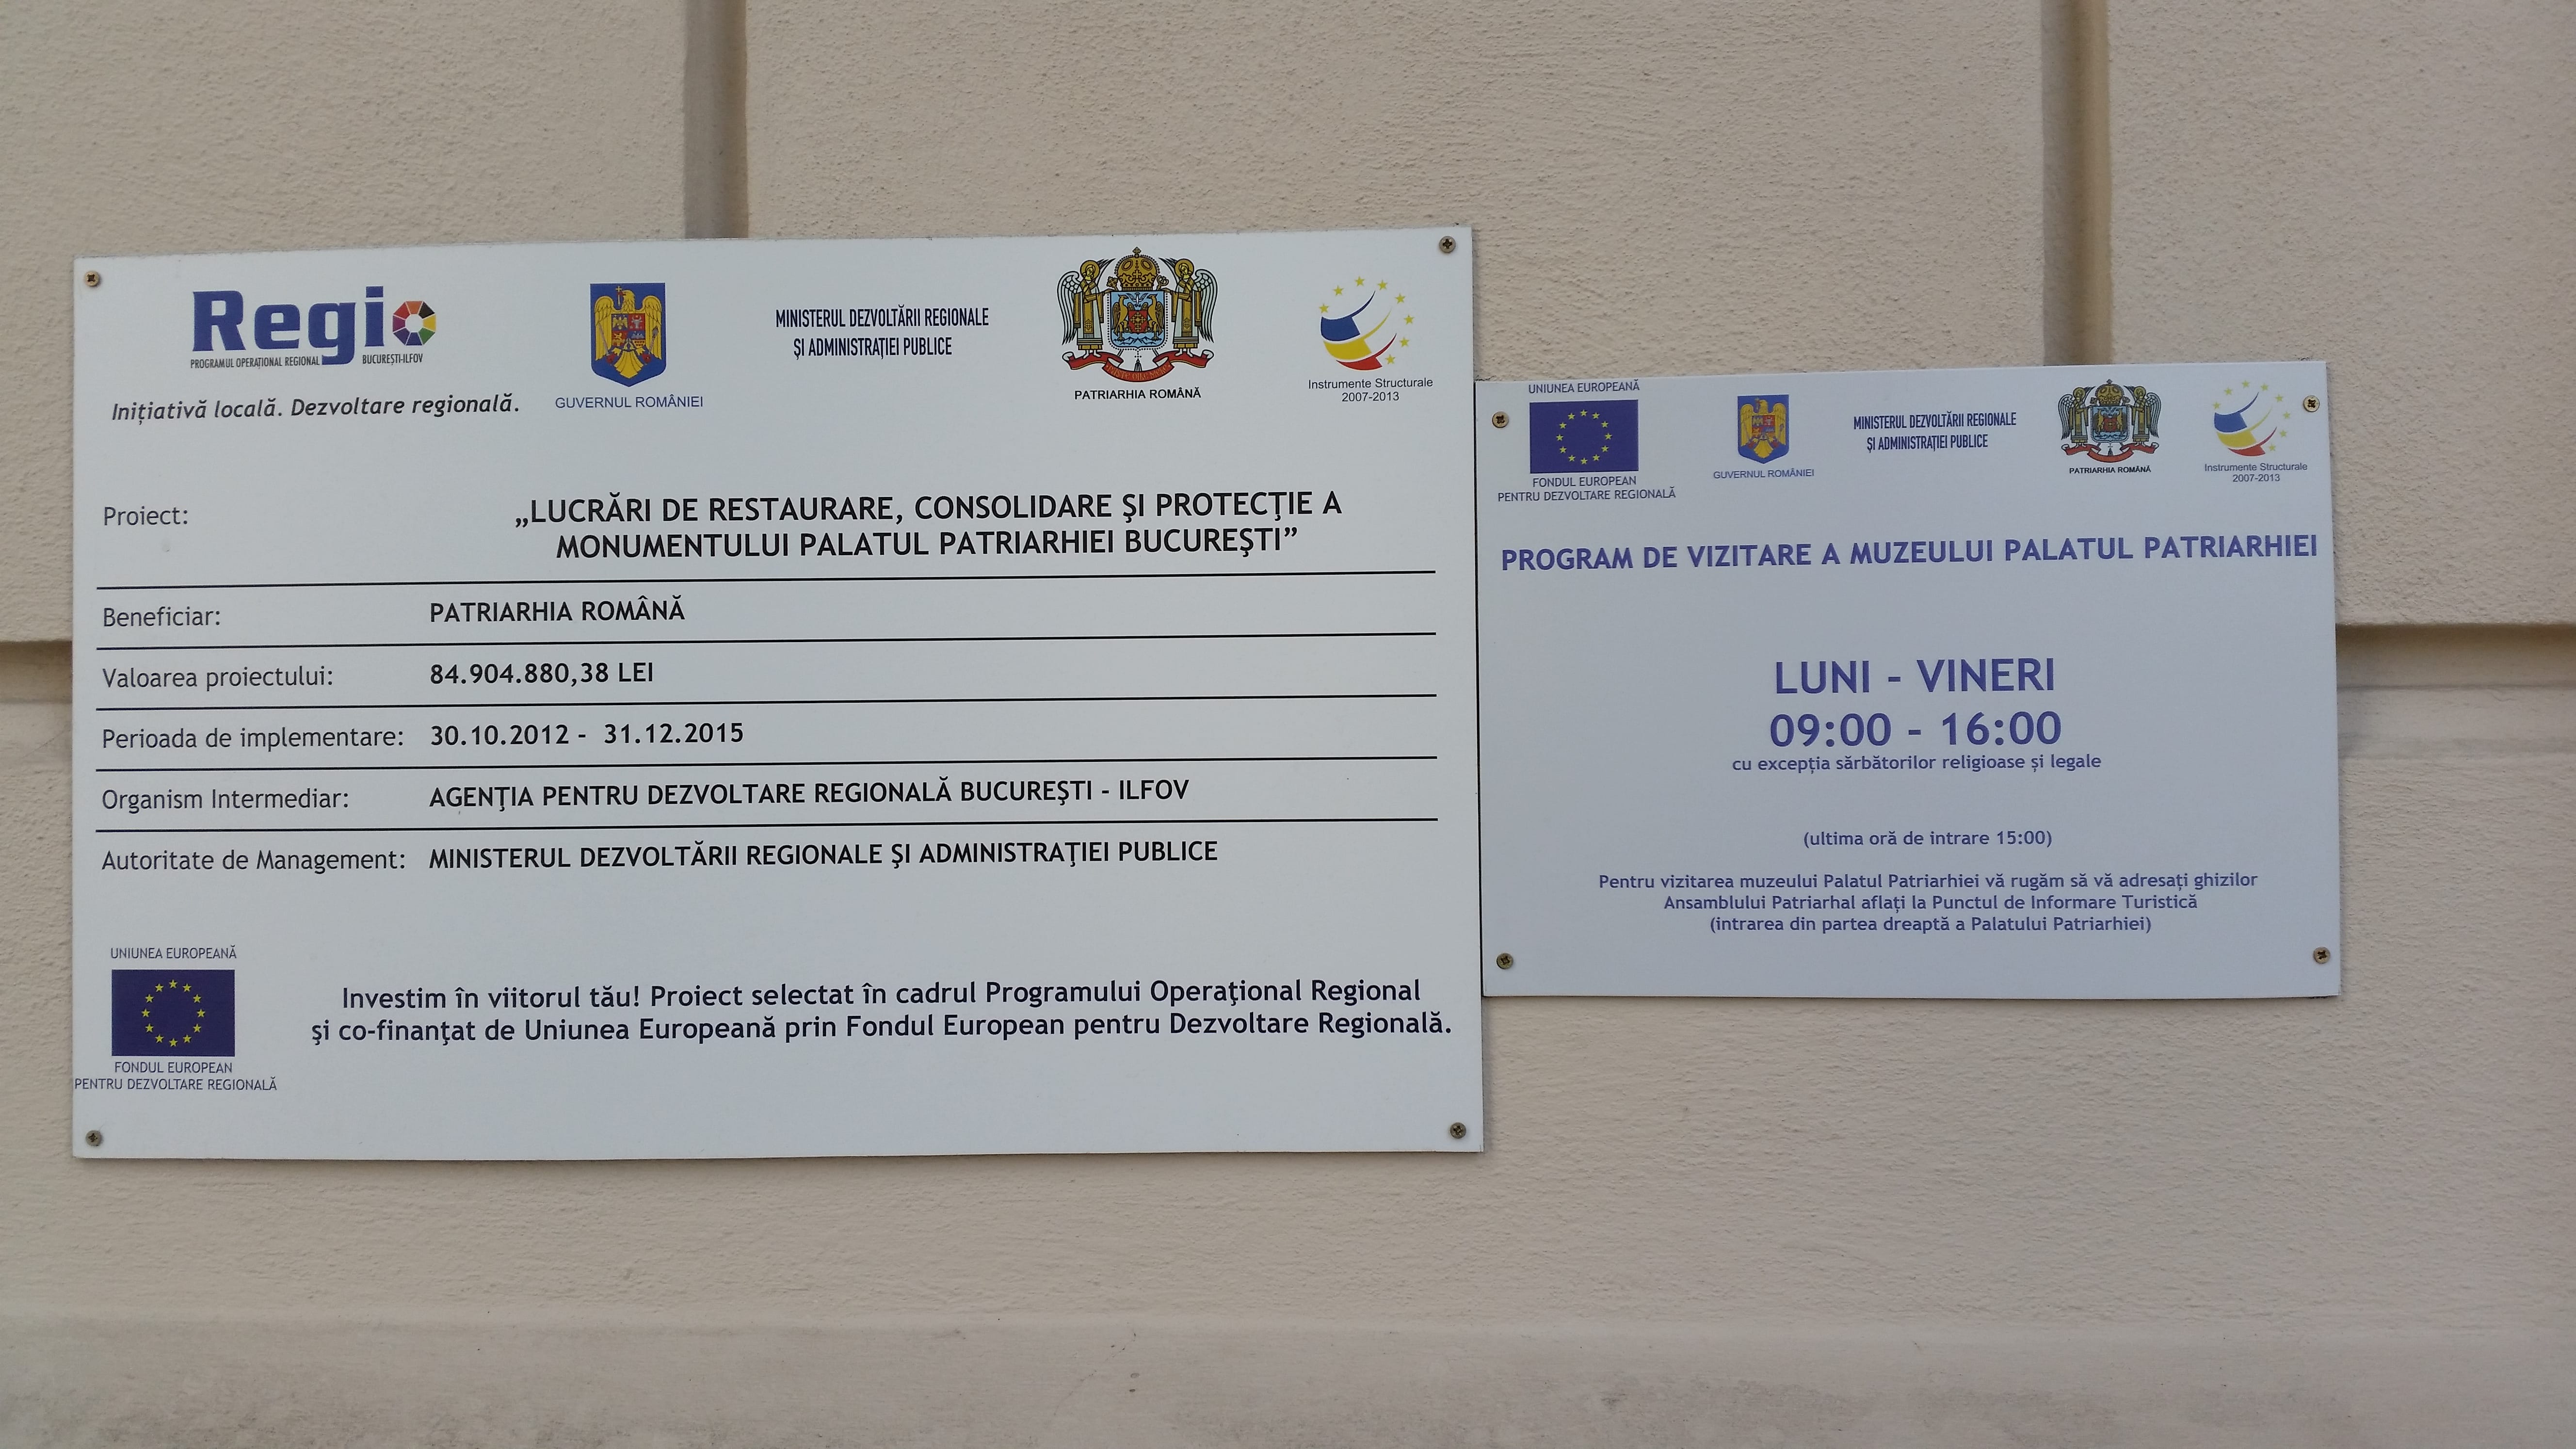 Regio
PROGRAMUL OPERAȚIONAL REGIONAL BUCUREȘTI-ILFOV
Inițiativă locală. Dezvoltare regională.
GUVERNUL ROMÂNIEI
MINISTERUL DEZVOLTĂRII REGIONALE
ŞI ADMINISTRAŢIEI PUBLICE
PATRIARHIA ROMÂNĂ
Instrumente Structurale
2007-2013
Proiect:
„LUCRĂRI DE RESTAURARE, CONSOLIDARE ŞI PROTECŢIE A
MONUMENTULUI PALATUL PATRIARHIEI BUCUREŞTI”
Beneficiar: PATRIARHIA ROMÂNĂ
Valoarea proiectului: 84.904.880,38 LEI
Perioada de implementare: 30.10.2012 - 31.12.2015
Organism Intermediar: AGENŢIA PENTRU DEZVOLTARE REGIONALĂ BUCUREŞTI - ILFOV
Autoritate de Management: MINISTERUL DEZVOLTĂRII REGIONALE ŞI ADMINISTRAŢIEI PUBLICE
UNIUNEA EUROPEANĂ
FONDUL EUROPEAN
PENTRU DEZVOLTARE REGIONALĂ
Investim în viitorul tău! Proiect selectat în cadrul Programului Operaţional Regional
şi co-finanţat de Uniunea Europeană prin Fondul European pentru Dezvoltare Regională.
UNIUNEA EUROPEANĂ
FONDUL EUROPEAN
PENTRU DEZVOLTARE REGIONALĂ
GUVERNUL ROMÂNIEI
MINISTERUL DEZVOLTĂRII REGIONALE
ŞI ADMINISTRAŢIEI PUBLICE
PATRIARHIA ROMÂNĂ
Instrumente Structurale
2007-2013
PROGRAM DE VIZITARE A MUZEULUI PALATUL PATRIARHIEI
LUNI - VINERI
09:00 - 16:00
cu excepția sărbătorilor religioase și legale
(ultima oră de intrare 15:00)
Pentru vizitarea muzeului Palatul Patriarhiei vă rugăm să vă adresați ghizilor
Ansamblului Patriarhal aflați la Punctul de Informare Turistică
(intrarea din partea dreaptă a Palatului Patriarhiei)